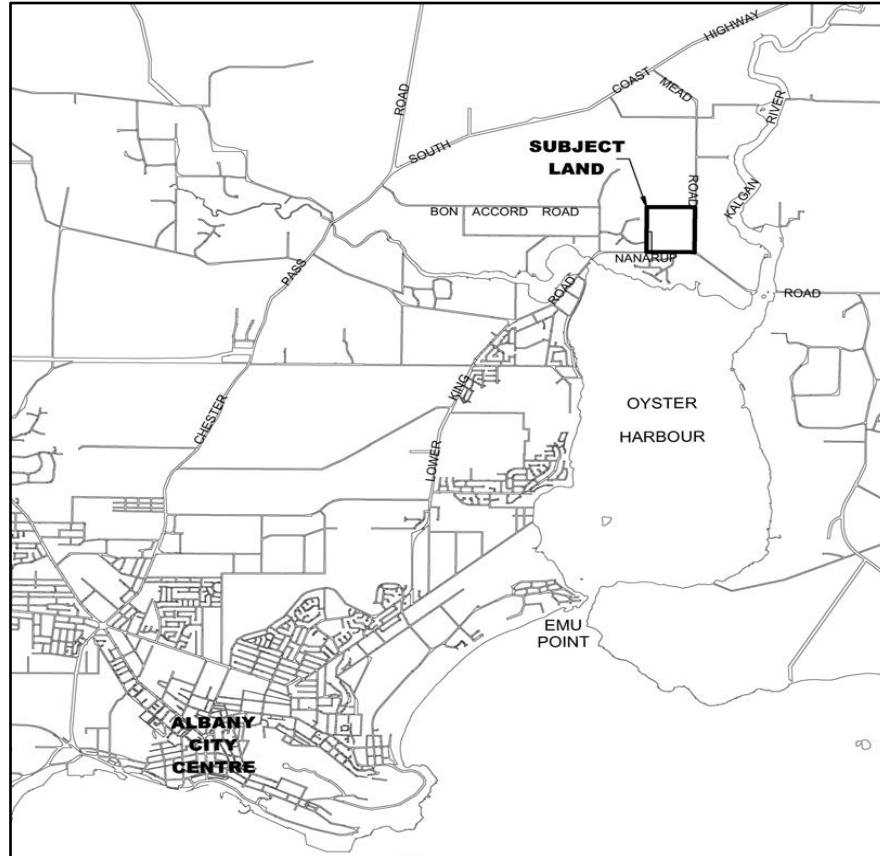 HIGHWAY
COAST
MEAD
ROAD
RIVER
SOUTH
SUBJECT
LAND
ROAD
KALGAN
BON ACCORD ROAD
NANARUP
PASS
ROAD
ROAD
KING
OYSTER
HARBOUR
CHESTER
LOWER
EMU
POINT
ALBANY
CITY
CENTRE